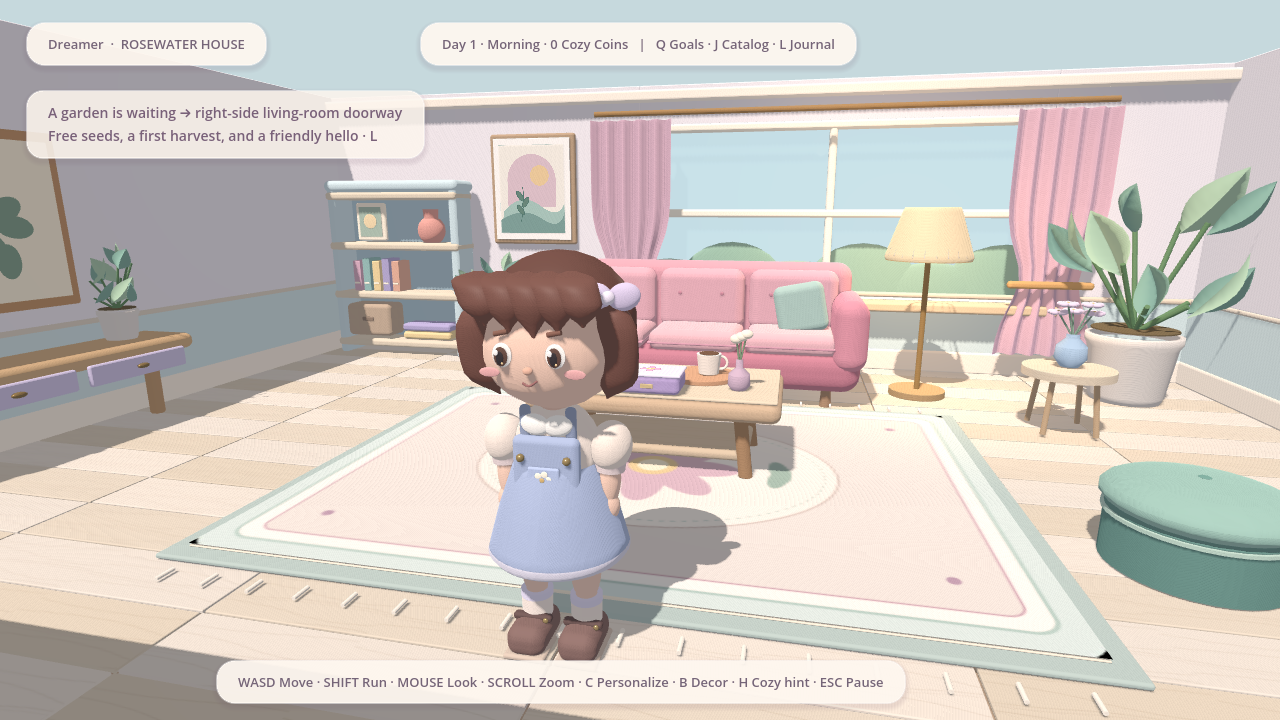 Dreamer · ROSEWATER HOUSE
Day 1 · Morning · 0 Cozy Coins | Q Goals · J Catalog · L Journal
A garden is waiting → right-side living-room doorway
Free seeds, a first harvest, and a friendly hello · L
WASD Move · SHIFT Run · MOUSE Look · SCROLL Zoom · C Personalize · B Decor · H Cozy hint · ESC Pause